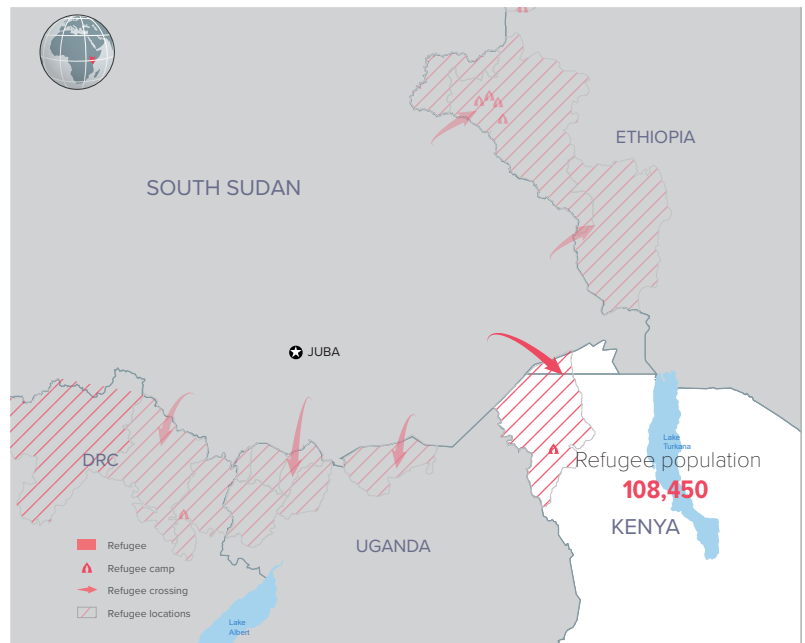 ETHIOPIA
SOUTH SUDAN
JUBA
Lake
Turkana
DRC
Refugee population
108,450
KENYA
UGANDA
Refugee
Refugee camp
Refugee crossing
Refugee locations
Lake
Albert